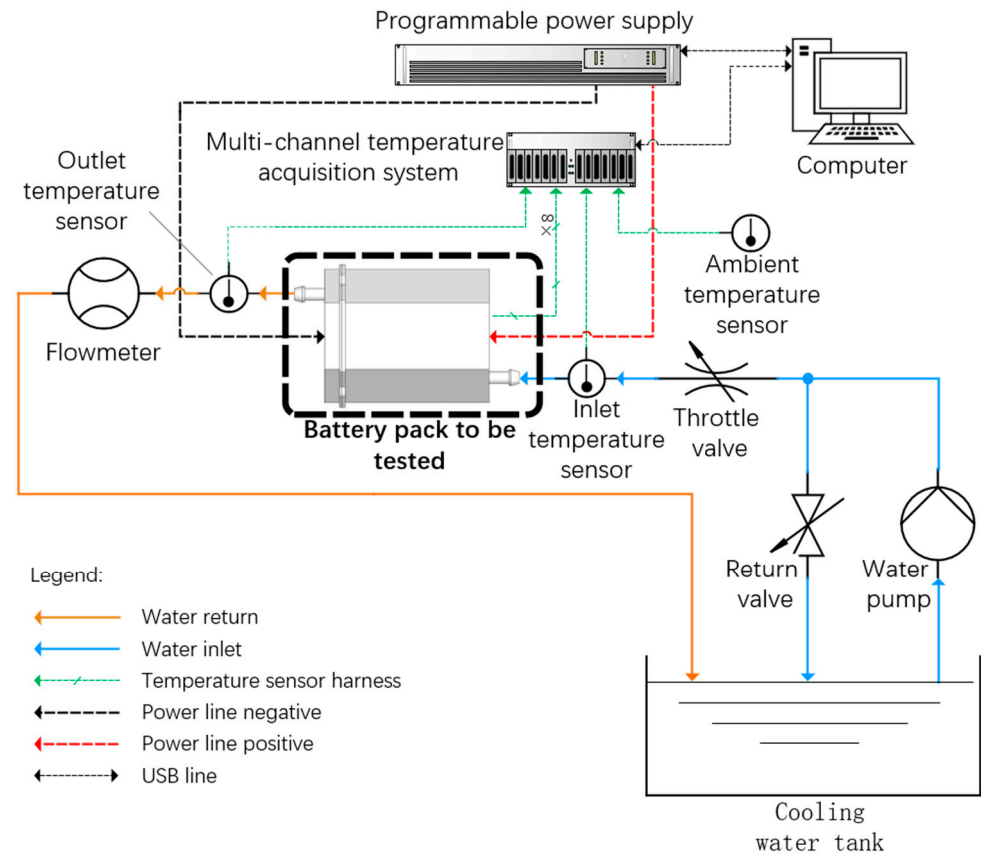 Programmable power supply
Multi-channel temperature
acquisition system
Computer
Outlet
temperature
sensor
×8
Ambient
temperature
sensor
Flowmeter
Battery pack to be
tested
Inlet
temperature
sensor
Throttle
valve
Return
valve
Water
pump
Legend:
Water return
Water inlet
Temperature sensor harness
Power line negative
Power line positive
USB line
Cooling
water tank